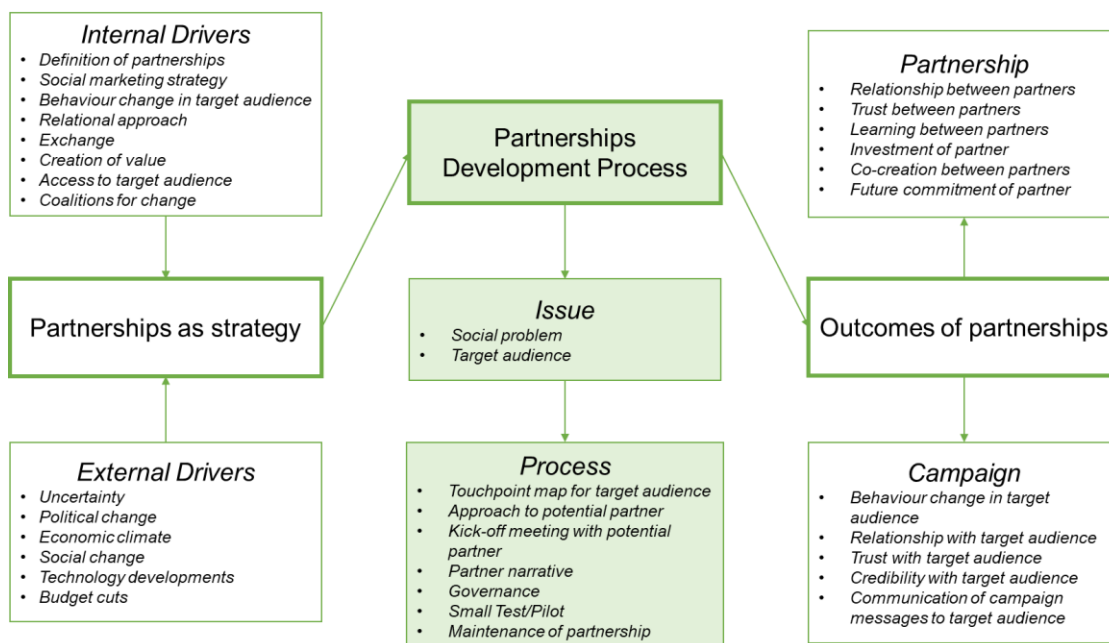 Internal Drivers
• Definition of partnerships
• Social marketing strategy
• Behaviour change in target audience
• Relational approach
• Exchange
• Creation of value
• Access to target audience
• Coalitions for change
Partnerships as strategy
External Drivers
• Uncertainty
• Political change
• Economic climate
• Social change
• Technology developments
• Budget cuts
Partnerships
Development Process
Issue
• Social problem
• Target audience
Process
• Touchpoint map for target audience
• Approach to potential partner
• Kick-off meeting with potential
partner
• Partner narrative
• Governance
• Small Test/Pilot
• Maintenance of partnership
Partnership
• Relationship between partners
• Trust between partners
• Learning between partners
• Investment of partner
• Co-creation between partners
• Future commitment of partner
Outcomes of partnerships
Campaign
• Behaviour change in target
audience
• Relationship with target audience
• Trust with target audience
• Credibility with target audience
• Communication of campaign
messages to target audience